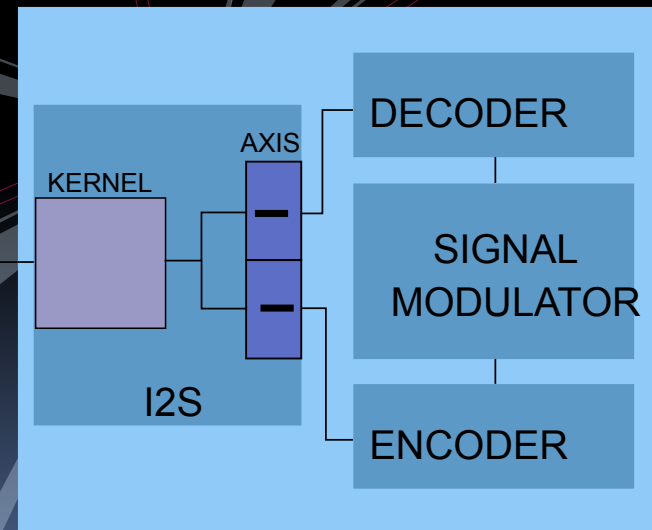 DECODER
AXIS
KERNEL
SIGNAL
MODULATOR
I2S
ENCODER